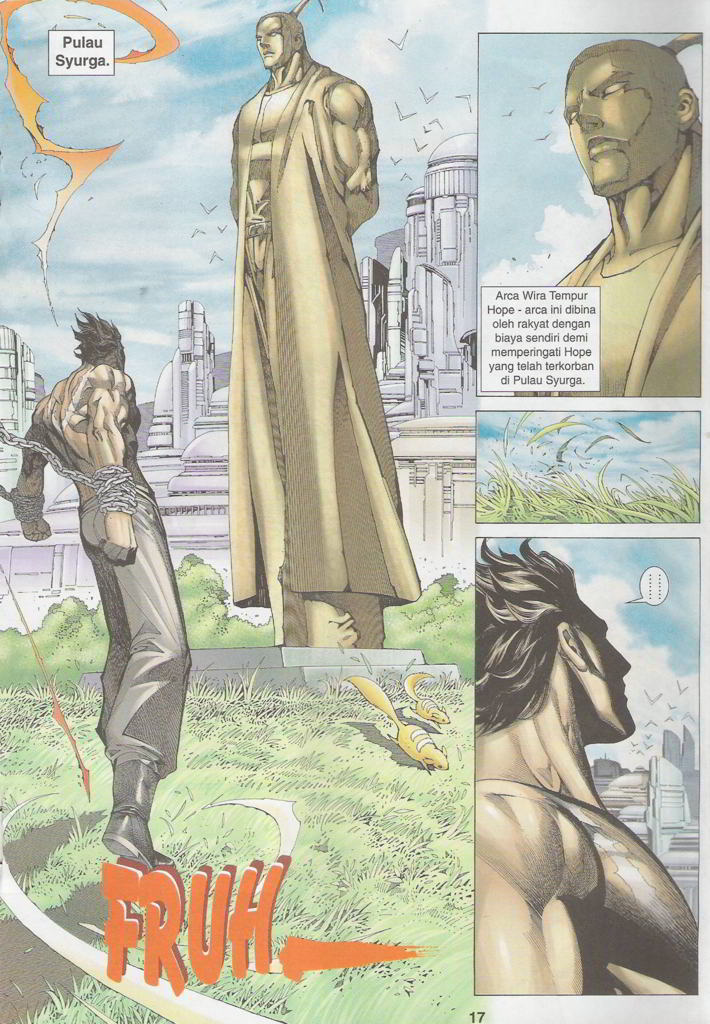 Pulau
Syurga.
Arca Wira Tempur
Hope - arca ini dibina
oleh rakyat dengan
biaya sendiri demi
memperingati Hope
yang telah terkorban
di Pulau Syurga.
......
FRUH
17